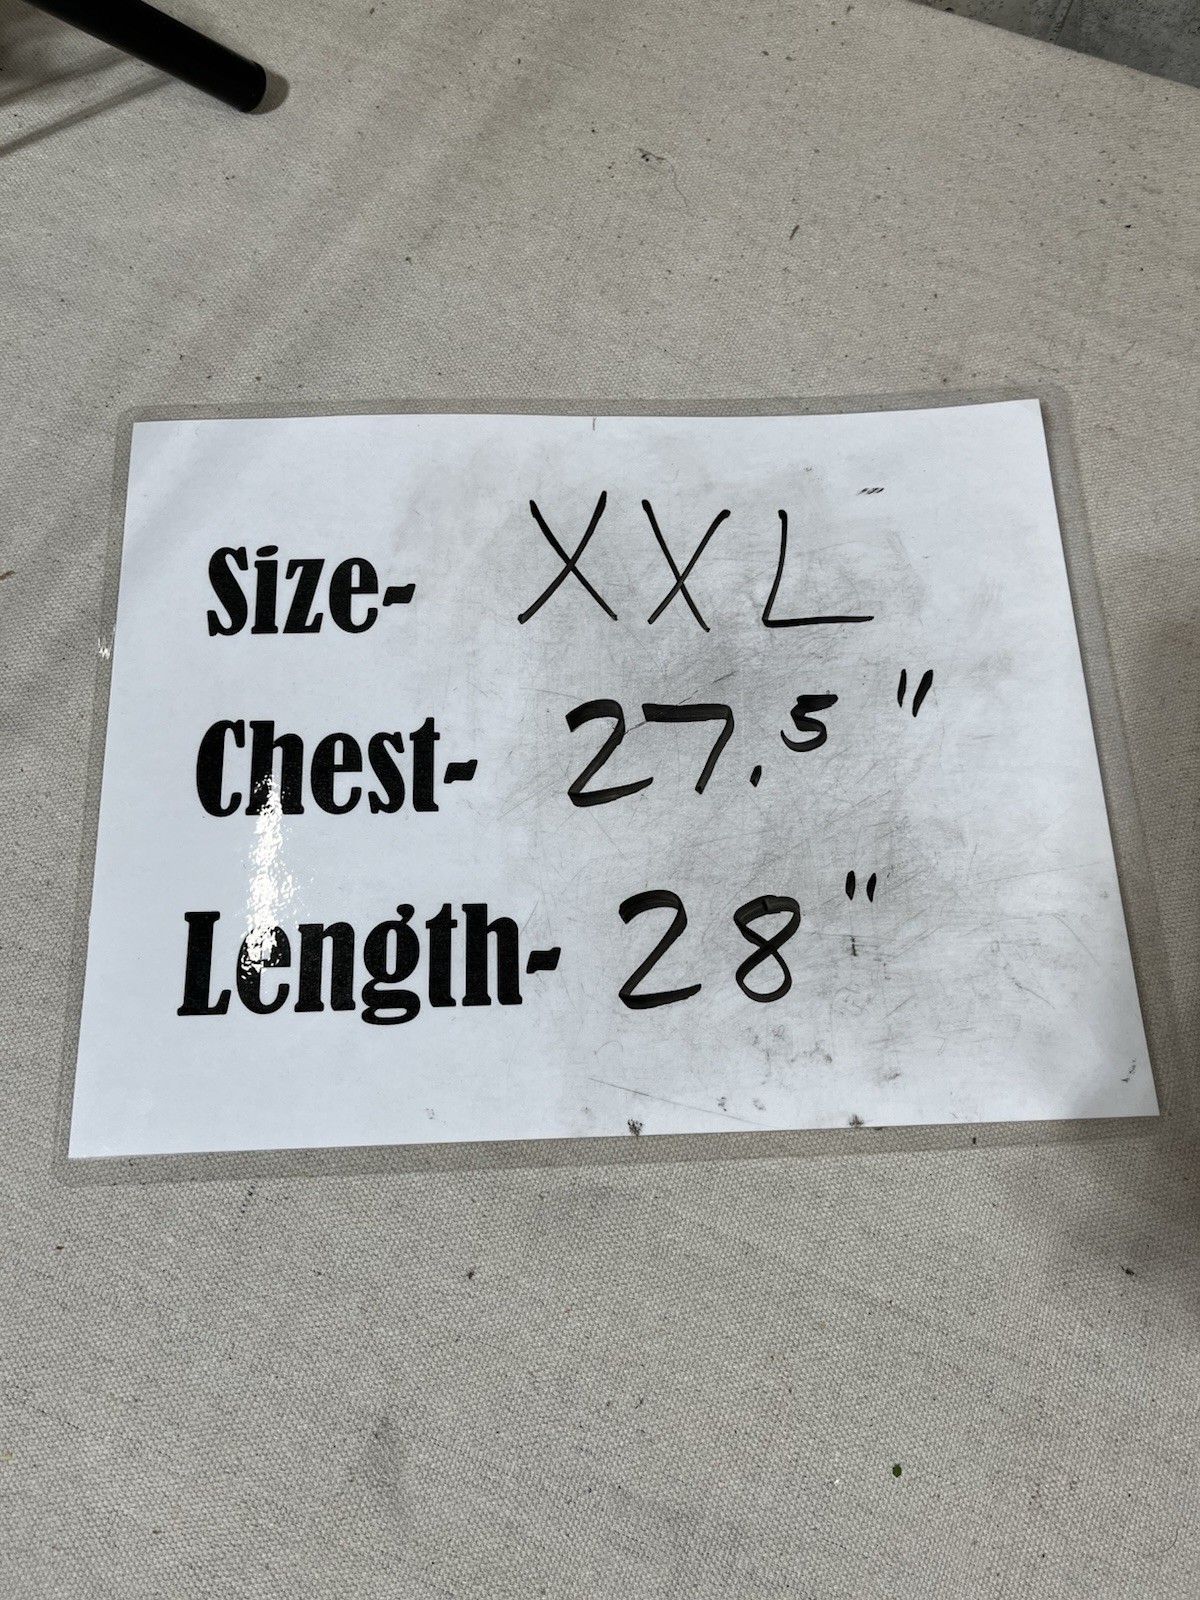 Size- XXL
Chest- 27.5"
Length- 28"